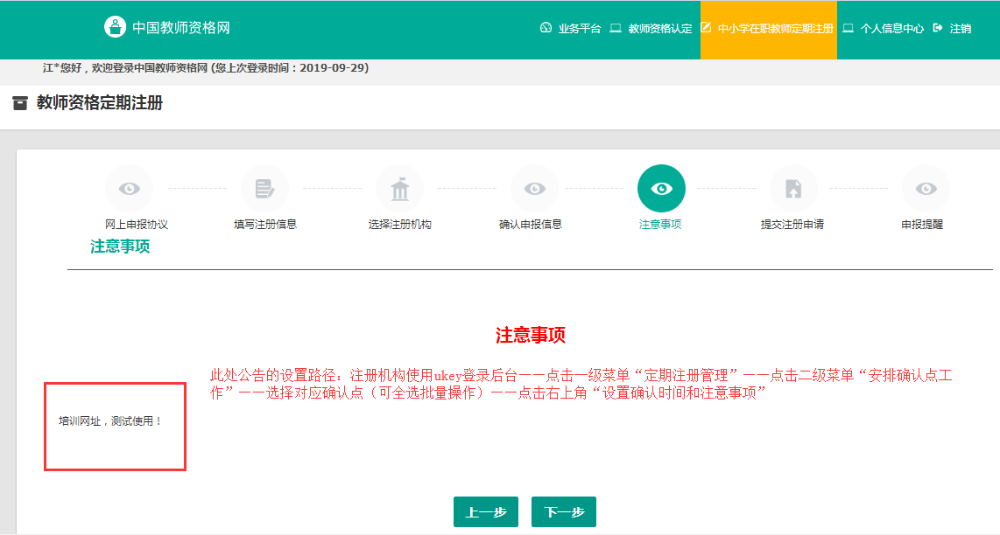 中国教师资格网
业务平台 教师资格认定 中小学在职教师定期注册 个人信息中心 注销
江*您好，欢迎登录中国教师资格网 (您上次登录时间：2019-09-29)
教师资格定期注册
网上申报协议 填写注册信息 选择注册机构 确认申报信息 注意事项 提交注册申请 申报提醒
注意事项
注意事项
此处公告的设置路径：注册机构使用ukey登录后台——点击一级菜单“定期注册管理”——点击二级菜单“安排确认点工
作”——选择对应确认点（可全选批量操作）——点击右上角“设置确认时间和注意事项”
培训网址，测试使用！
上一步 下一步